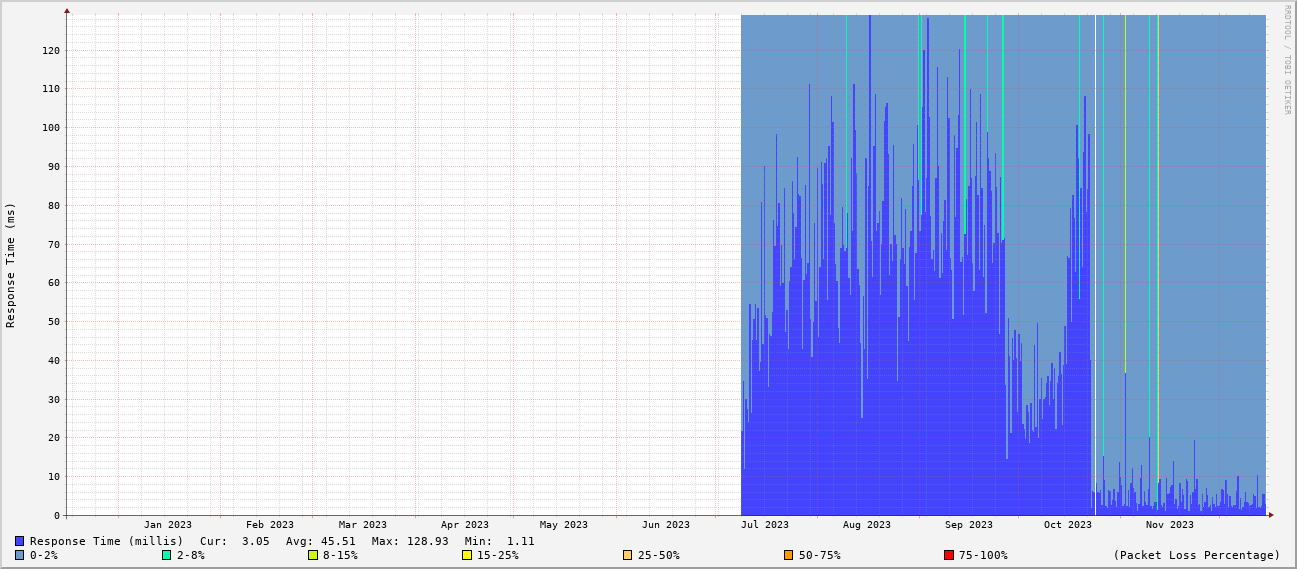 RRDTOOL / TOBI OETIKER
Response Time (ms)
120
110
100
90
80
70
60
50
40
30
20
10
0
Jan 2023 Feb 2023 Mar 2023 Apr 2023 May 2023 Jun 2023 Jul 2023 Aug 2023 Sep 2023 Oct 2023 Nov 2023
Response Time (millis) Cur: 3.05 Avg: 45.51 Max: 128.93 Min: 1.11
0-2% 2-8% 8-15% 15-25% 25-50% 50-75% 75-100% (Packet Loss Percentage)